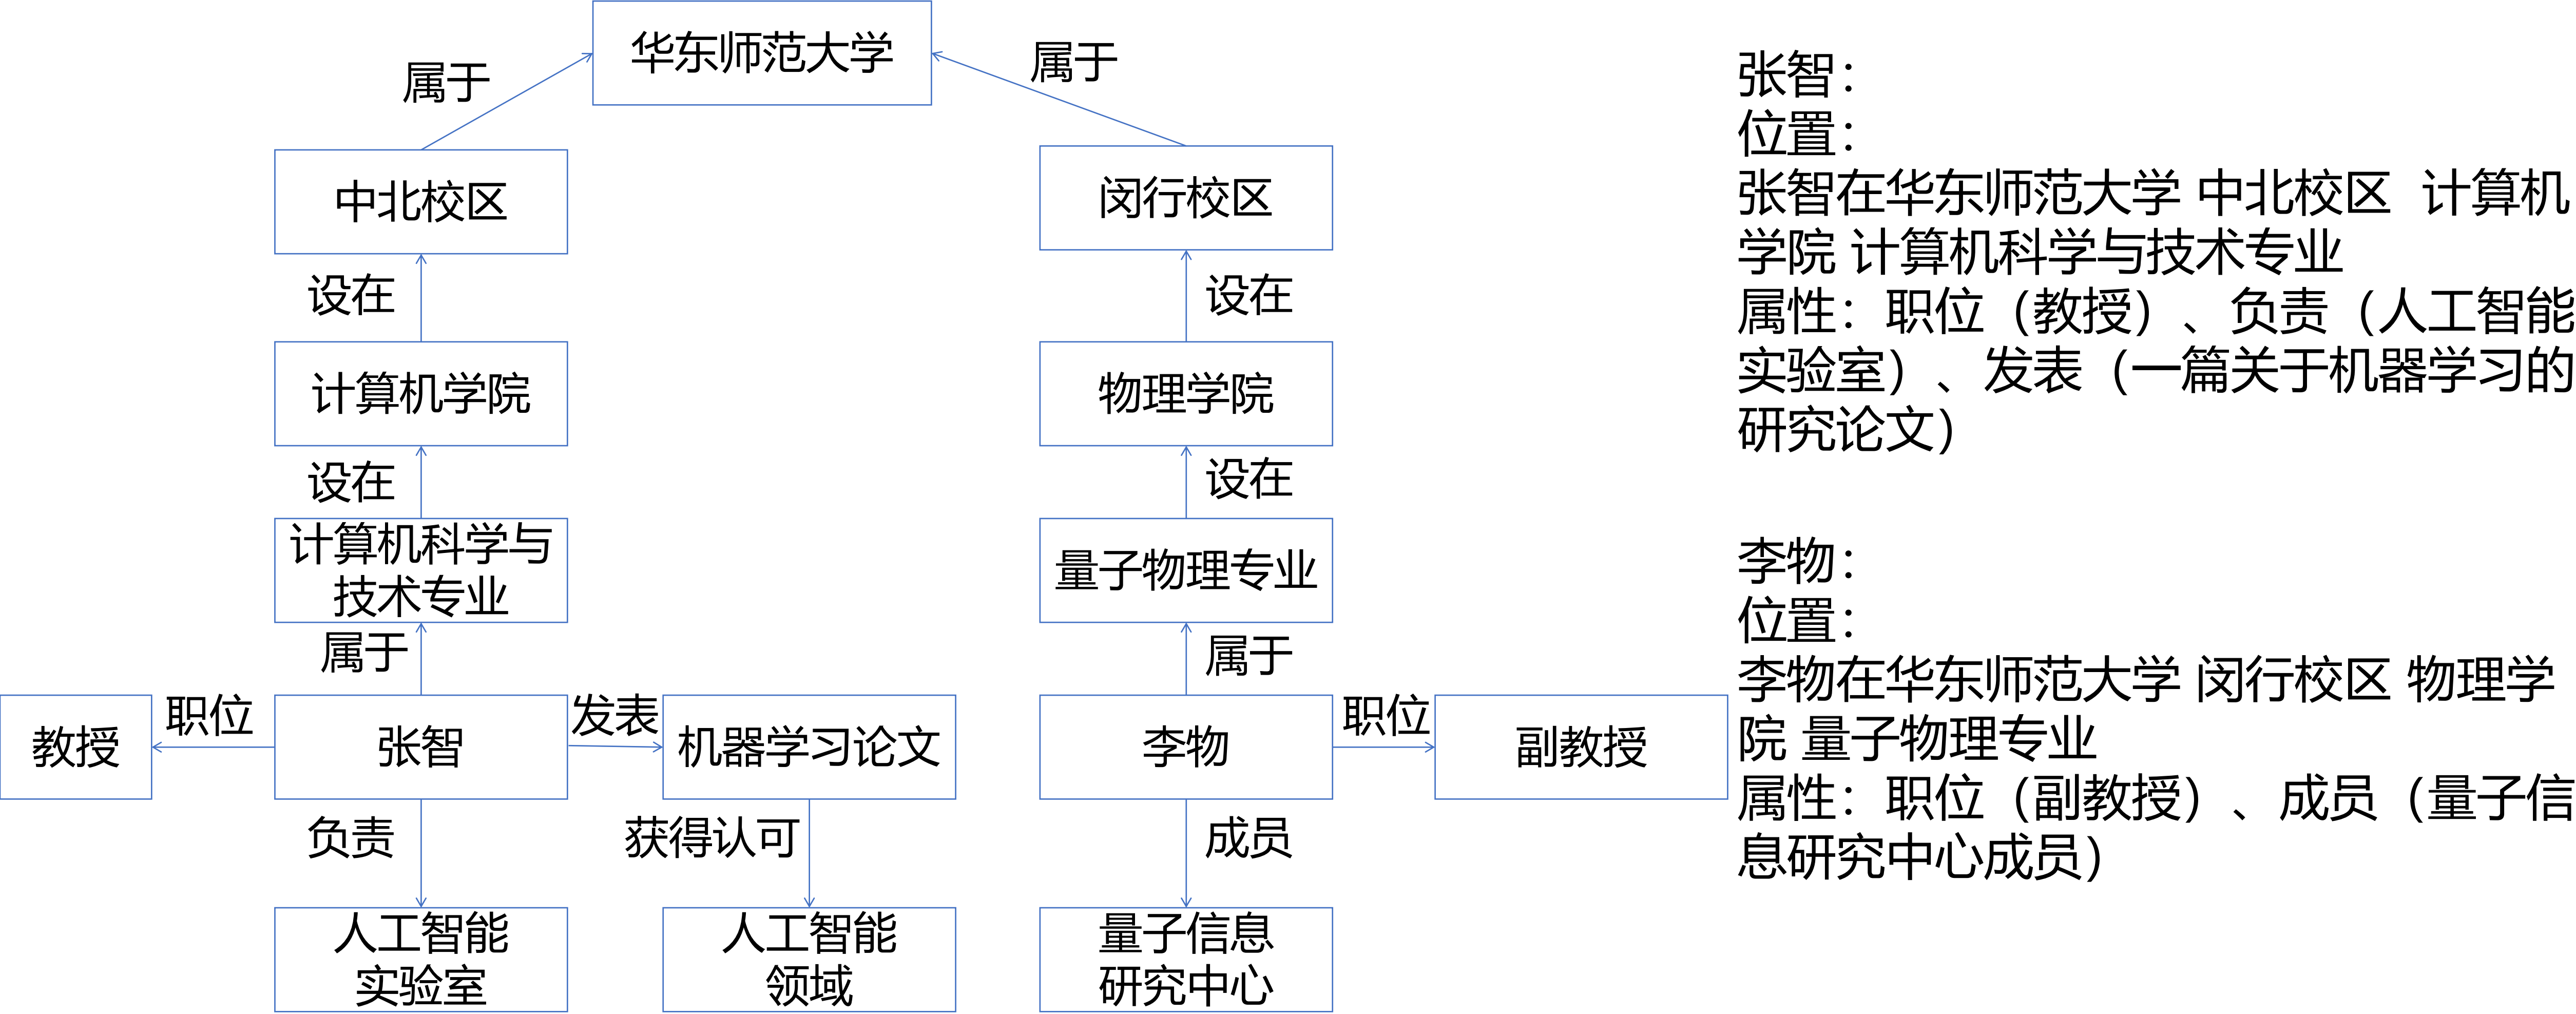 华东师范大学
属于
属于
中北校区
闵行校区
设在
设在
计算机学院
物理学院
设在
设在
计算机科学与
技术专业
量子物理专业
属于
属于
教授
职位
张智
发表
机器学习论文
李物
职位
副教授
负责
获得认可
成员
人工智能
实验室
人工智能
领域
量子信息
研究中心
张智：
位置：
张智在华东师范大学 中北校区  计算机
学院 计算机科学与技术专业
属性：职位（教授）、负责（人工智能
实验室）、发表（一篇关于机器学习的
研究论文）
李物：
位置：
李物在华东师范大学 闵行校区 物理学
院 量子物理专业
属性：职位（副教授）、成员（量子信
息研究中心成员）